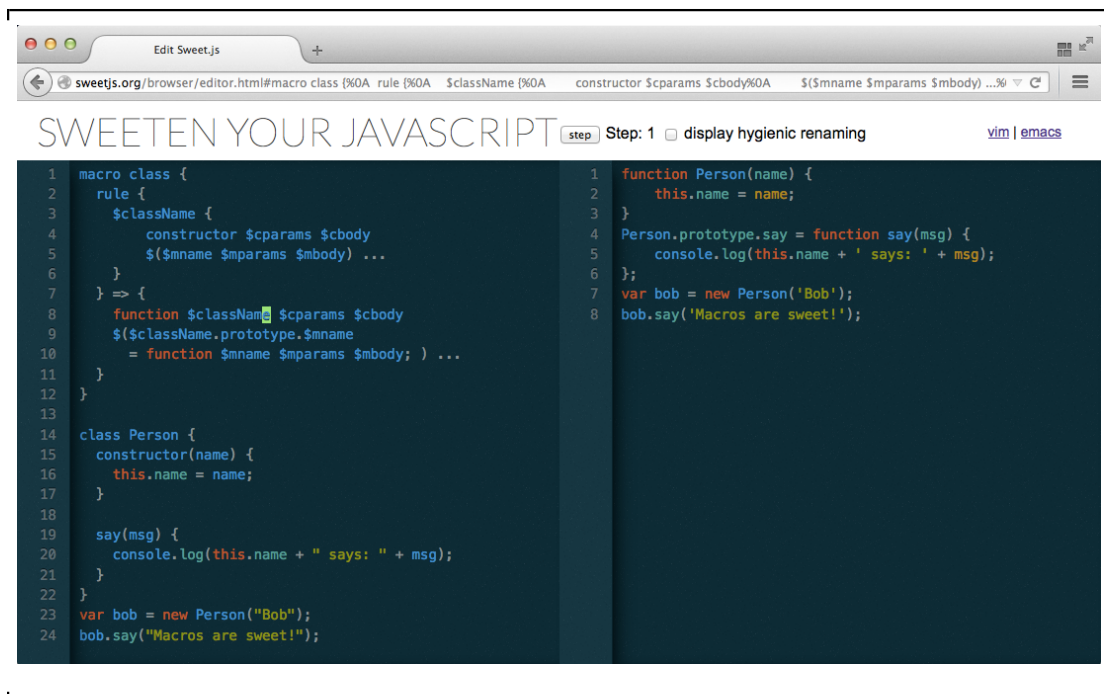 Edit Sweet.js
sweetjs.org/browser/editor.html#macro class {%0A  rule {%0A    $className {%0A        constructor $cparams $cbody%0A        $($mname $mparams $mbody) ...%
SWEETEN YOUR JAVASCRIPT step Step: 1 display hygienic renaming vim | emacs
1 macro class {
2   rule {
3     $className {
4         constructor $cparams $cbody
5         $($mname $mparams $mbody) ...
6     }
7   } => {
8     function $className $cparams $cbody
9     $($className.prototype.$mname
10       = function $mname $mparams $mbody; ) ...
11   }
12 }
13
14 class Person {
15   constructor(name) {
16     this.name = name;
17   }
18
19   say(msg) {
20     console.log(this.name + " says: " + msg);
21   }
22 }
23 var bob = new Person("Bob");
24 bob.say("Macros are sweet!");
1 function Person(name) {
2     this.name = name;
3 }
4 Person.prototype.say = function say(msg) {
5     console.log(this.name + ' says: ' + msg);
6 };
7 var bob = new Person('Bob');
8 bob.say('Macros are sweet!');